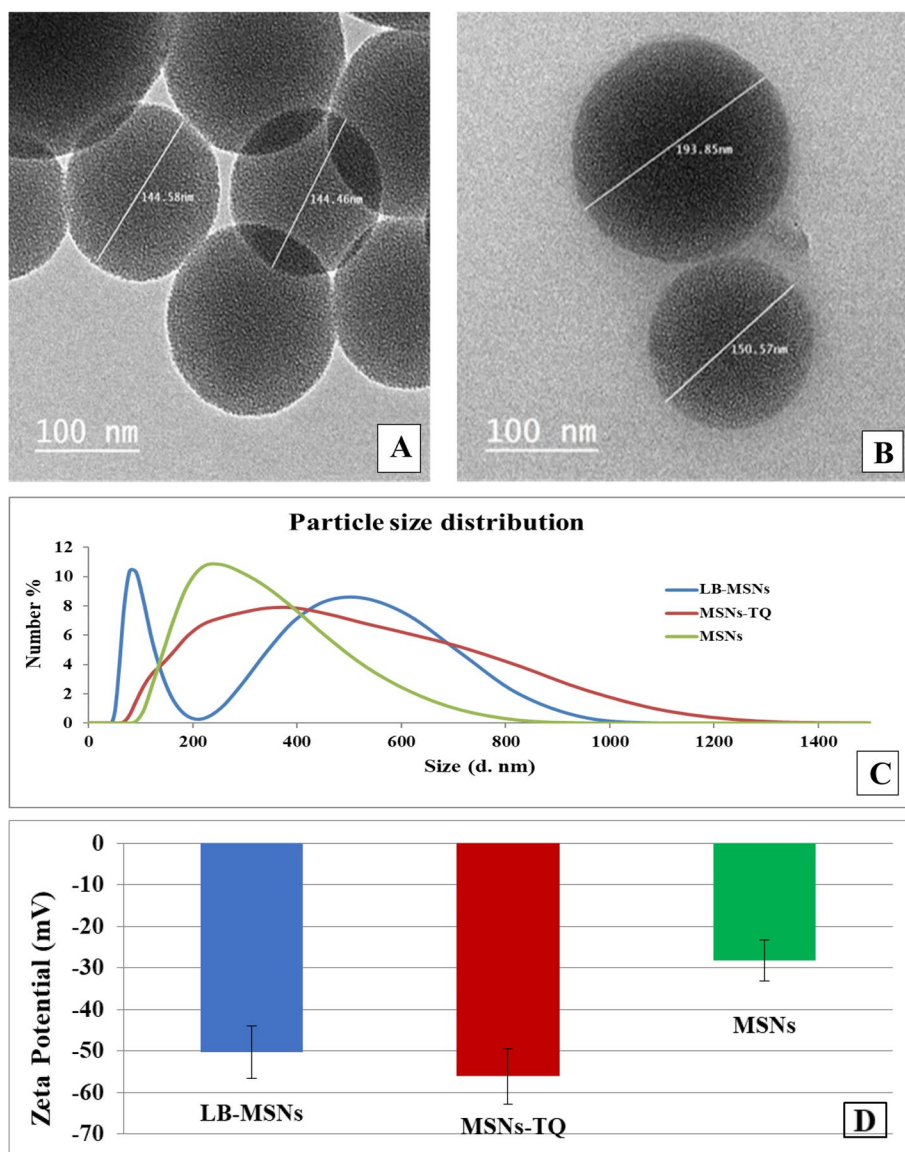 144.58nm
144.46nm
100 nm
A
193.85nm
150.57nm
100 nm
B
Particle size distribution
Number %
12
10
8
6
4
2
0
0 200 400 600 800 1000 1200 1400
Size (d. nm)
LB-MSNs
MSNs-TQ
MSNs
C
Zeta Potential (mV)
0
-10
-20
-30
-40
-50
-60
-70
LB-MSNs
MSNs-TQ
MSNs
D